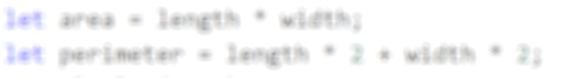 let area = length * width;
let perimeter = length * 2 + width * 2;